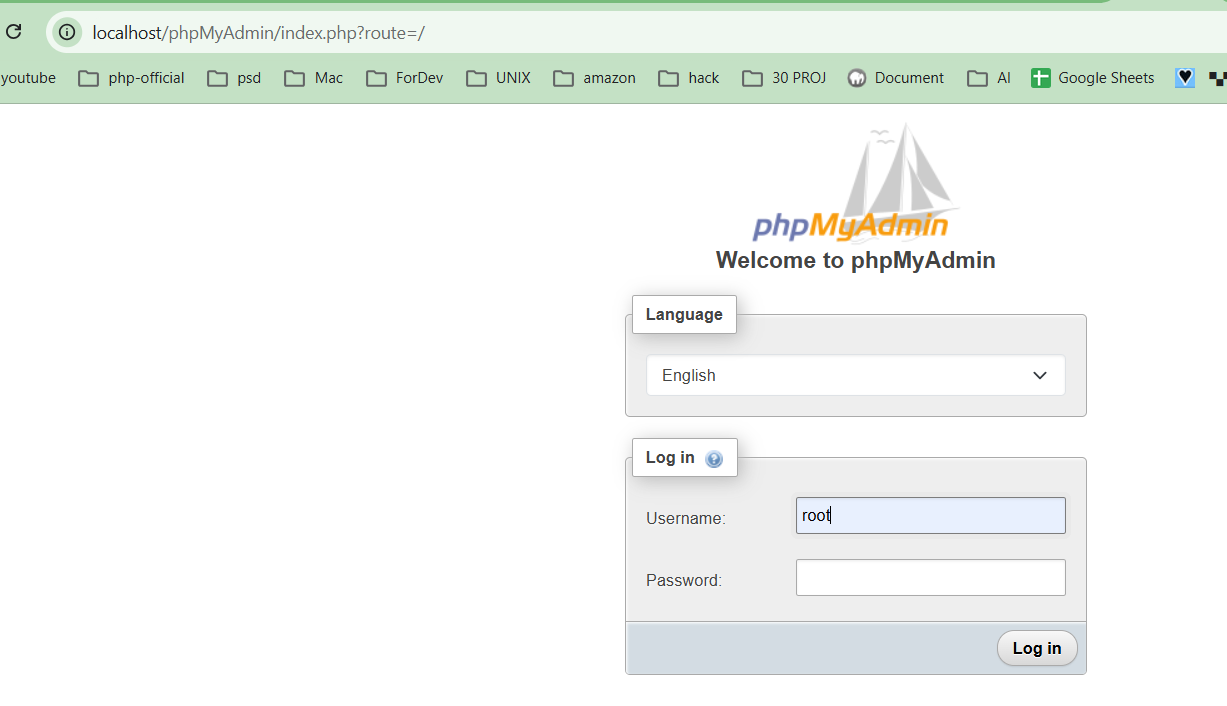 localhost/phpMyAdmin/index.php?route=/
youtube php-official psd Mac ForDev UNIX amazon hack 30 PROJ Document AI Google Sheets
phpMyAdmin
Welcome to phpMyAdmin
Language
English
Log in
Username: root
Password:
Log in